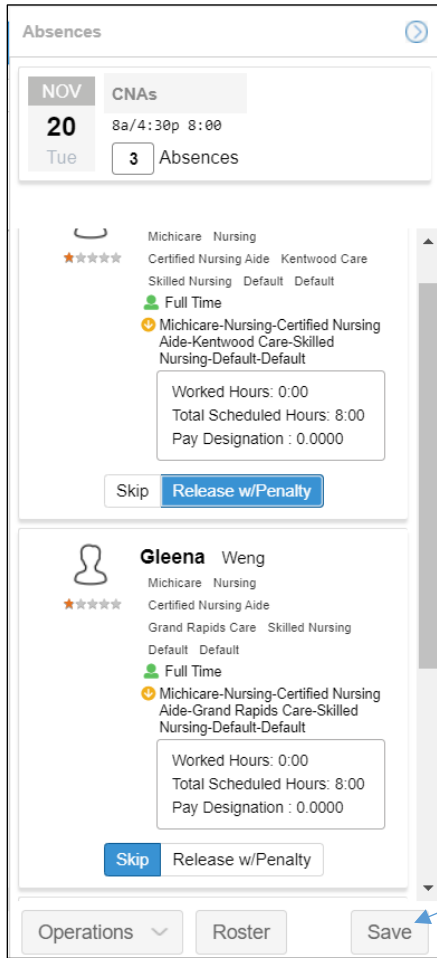 Absences
NOV
20
Tue
CNAs
8a/4:30p 8:00
3 Absences
Michicare Nursing
Certified Nursing Aide Kentwood Care
Skilled Nursing Default Default
Full Time
Michicare-Nursing-Certified Nursing
Aide-Kentwood Care-Skilled
Nursing-Default-Default
Worked Hours: 0:00
Total Scheduled Hours: 8:00
Pay Designation : 0.0000
Skip Release w/Penalty
Gleena Weng
Michicare Nursing
Certified Nursing Aide
Grand Rapids Care Skilled Nursing
Default Default
Full Time
Michicare-Nursing-Certified Nursing
Aide-Grand Rapids Care-Skilled
Nursing-Default-Default
Worked Hours: 0:00
Total Scheduled Hours: 8:00
Pay Designation : 0.0000
Skip Release w/Penalty
Operations Roster Save